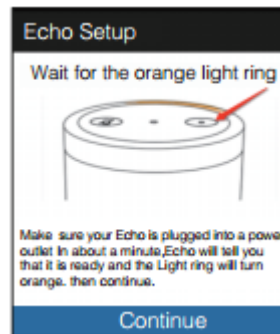 Echo Setup
Wait for the orange light ring
Make sure your Echo is plugged into a powe
outlet In about a minute,Echo will tell you
that it is ready and the Light ring will turn
orange. then continue.
Continue